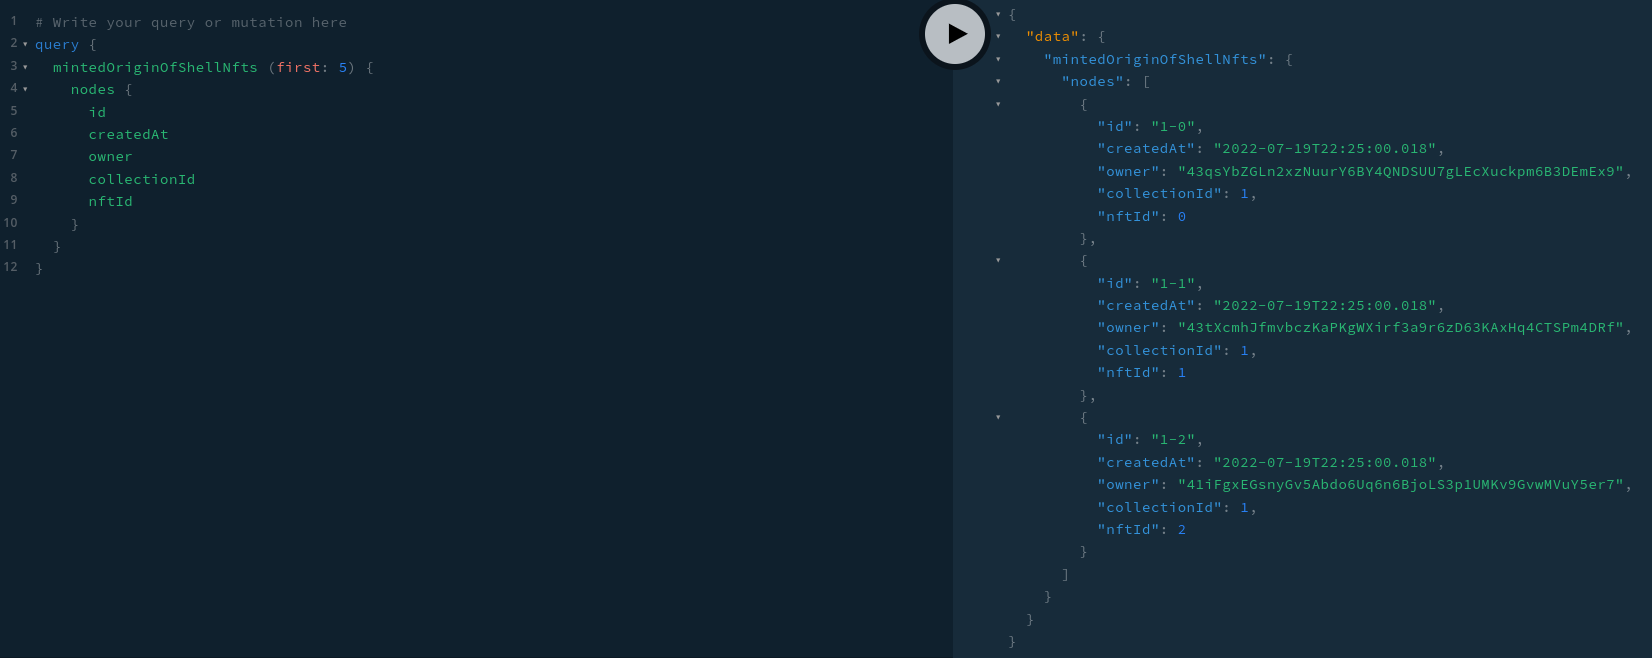 1 # Write your query or mutation here
2 query {
3 mintedOriginOfShellNfts (first: 5) {
4 nodes {
5 id
6 createdAt
7 owner
8 collectionId
9 nftId
10 }
11 }
12 }
{
"data": {
"mintedOriginOfShellNfts": {
"nodes": [
{
"id": "1-0",
"createdAt": "2022-07-19T22:25:00.018",
"owner": "43qsYbZGLn2xzNuurY6BY4QNDSUU7gLEcXuckpm6B3DEmEx9",
"collectionId": 1,
"nftId": 0
},
{
"id": "1-1",
"createdAt": "2022-07-19T22:25:00.018",
"owner": "43tXcmhJfmvbczKaPKgWXirf3a9r6zD63KAxHq4CTSPm4DRf",
"collectionId": 1,
"nftId": 1
},
{
"id": "1-2",
"createdAt": "2022-07-19T22:25:00.018",
"owner": "41iFgxEGsnyGv5Abdo6Uq6n6BjoLS3p1UMKv9GvwMVuY5er7",
"collectionId": 1,
"nftId": 2
}
]
}
}
}